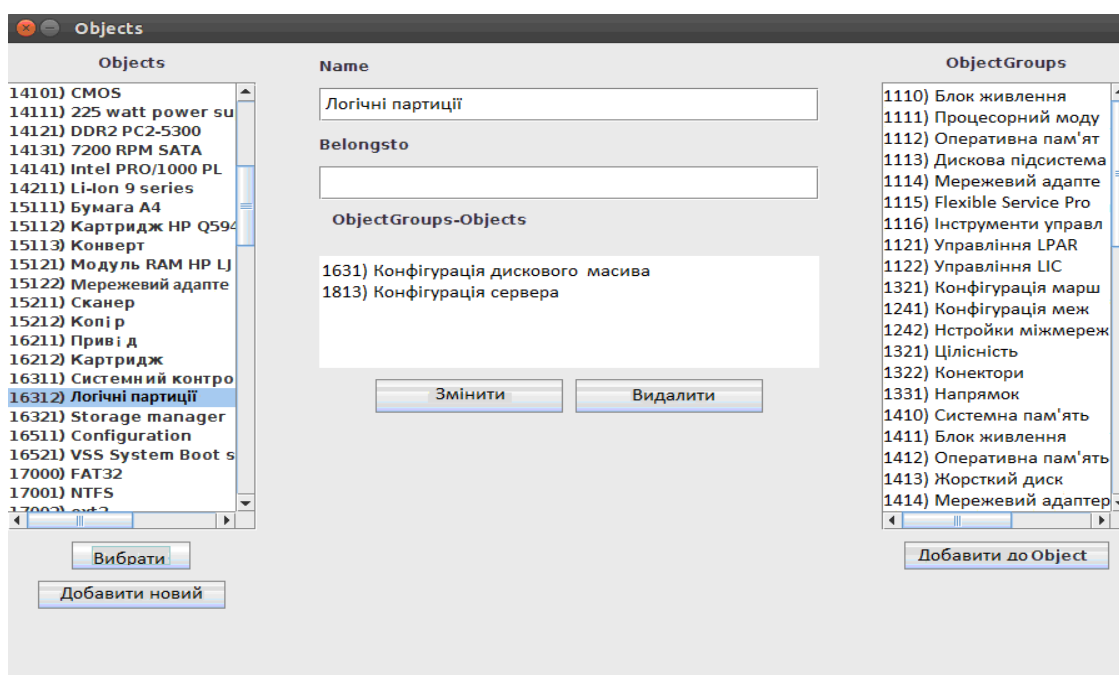 Objects
Objects
14101) CMOS
14111) 225 watt power su
14121) DDR2 PC2-5300
14131) 7200 RPM SATA
14141) Intel PRO/1000 PL
14211) Li-Ion 9 series
15111) Бумага А4
15112) Картридж HP Q594
15113) Конверт
15121) Модуль RAM HP LJ
15122) Мережевий адапте
15211) Сканер
15212) Копір
16211) Привід
16212) Картридж
16311) Системний контро
16312) Логічні партиції
16321) Storage manager
16511) Configuration
16521) VSS System Boot s
17000) FAT32
17001) NTFS
17002) ext2
Вибрати
Добавити новий
Name
Логічні партиції
Belongsto
ObjectGroups-Objects
1631) Конфігурація дискового масива
1813) Конфігурація сервера
Змінити
Видалити
ObjectGroups
1110) Блок живлення
1111) Процесорний моду
1112) Оперативна пам'ят
1113) Дискова підсистема
1114) Мережевий адапте
1115) Flexible Service Pro
1116) Інструменти управл
1121) Управління LPAR
1122) Управління LIC
1321) Конфігурація марш
1241) Конфігурація меж
1242) Нстройки міжмереж
1321) Цілісність
1322) Конектори
1331) Напрямок
1410) Системна пам'ять
1411) Блок живлення
1412) Оперативна пам'ять
1413) Жорсткий диск
1414) Мережевий адаптер
Добавити до Object